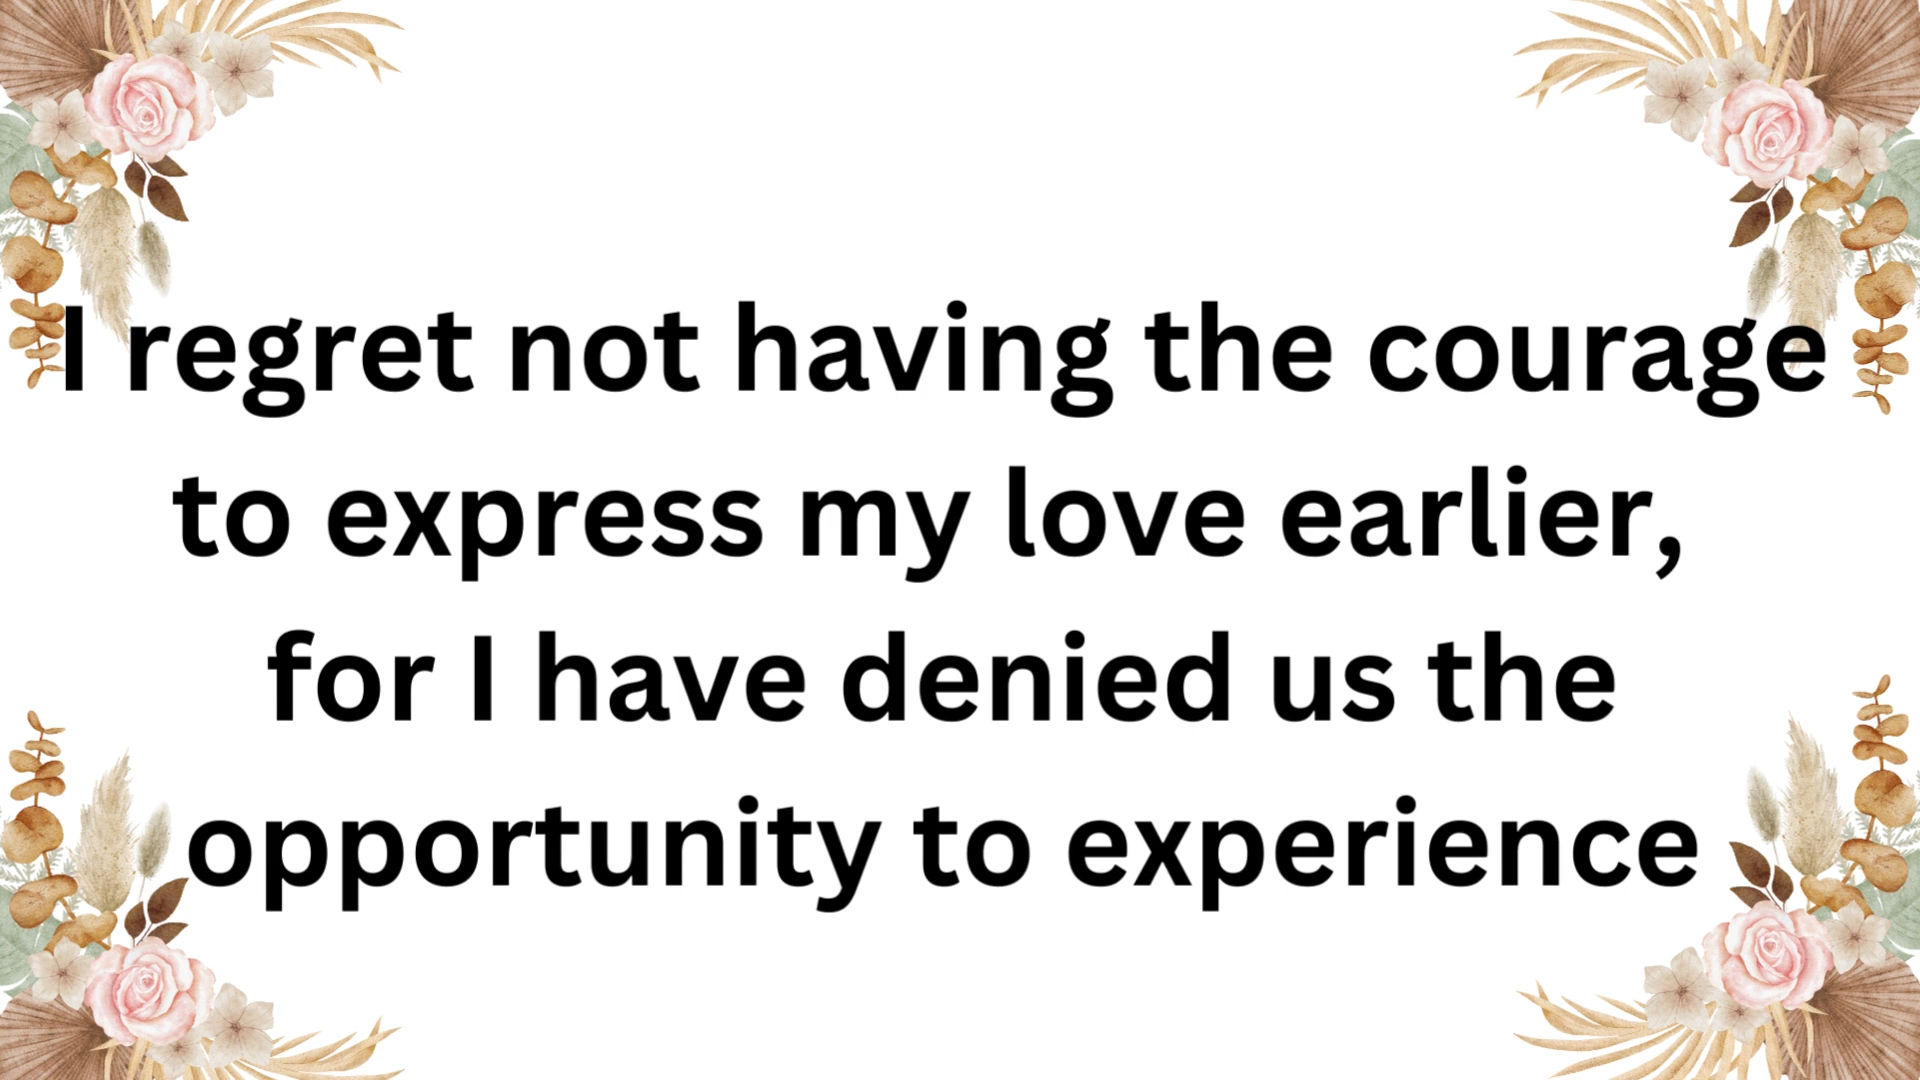 I regret not having the courage
to express my love earlier,
for I have denied us the
opportunity to experience